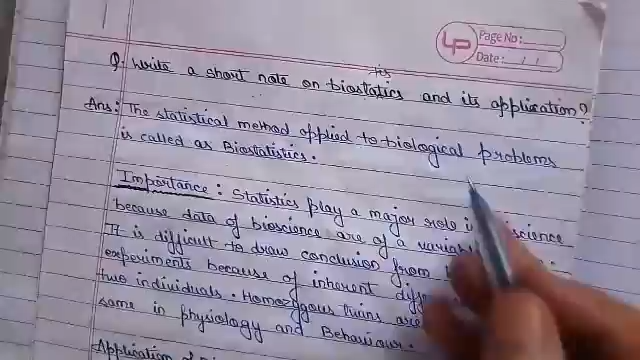 LP
Page No:
Date: / /
Q. Write a short note on biostatistics and its application?
Ans: The statistical method applied to biological problems
is called as Biostatistics.
Importance: Statistics play a major role in bioscience
because data of bioscience are of a
It is difficult to draw conclusion from
experiments because of inherent
two individuals. Homozygous twins are
same in physiology and Behaviour.
Application of